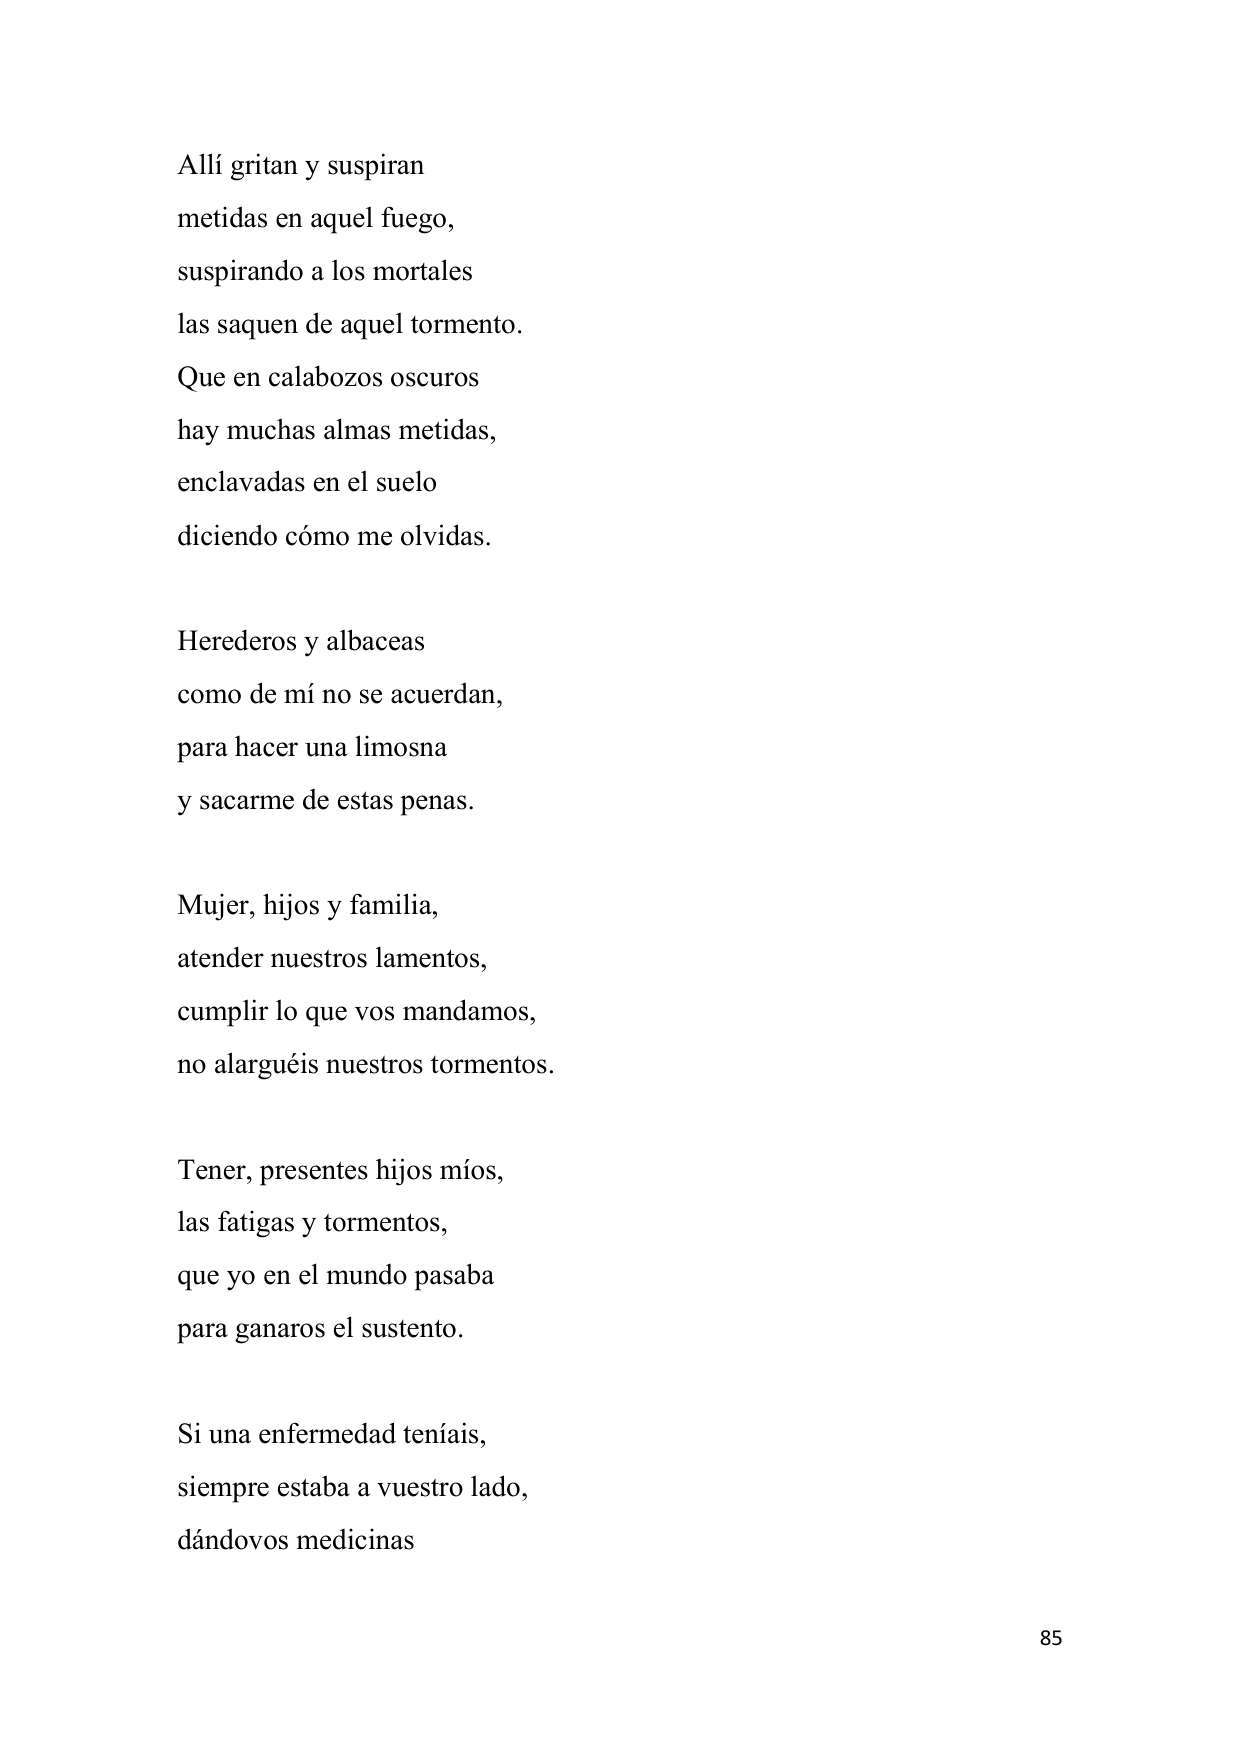 Allí gritan y suspiran
metidas en aquel fuego,
suspirando a los mortales
las saquen de aquel tormento.
Que en calabozos oscuros
hay muchas almas metidas,
enclavadas en el suelo
diciendo cómo me olvidas.
Herederos y albaceas
como de mí no se acuerdan,
para hacer una limosna
y sacarme de estas penas.
Mujer, hijos y familia,
atender nuestros lamentos,
cumplir lo que vos mandamos,
no alarguéis nuestros tormentos.
Tener, presentes hijos míos,
las fatigas y tormentos,
que yo en el mundo pasaba
para ganaros el sustento.
Si una enfermedad teníais,
siempre estaba a vuestro lado,
dándovos medicinas
85